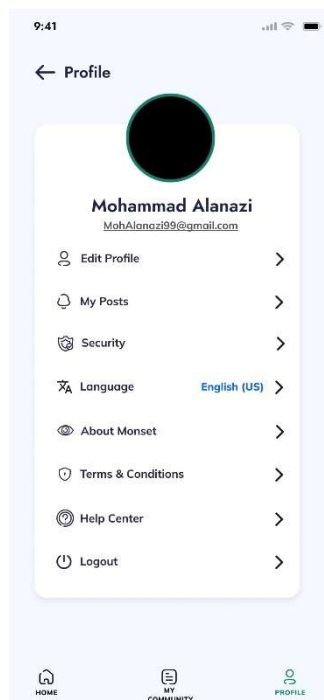 9:41
Profile
Mohammad Alanazi
MohAlanazi99@gmail.com
Edit Profile
My Posts
Security
Language English (US)
About Monset
Terms & Conditions
Help Center
Logout
HOME
MY
COMMUNITY
PROFILE